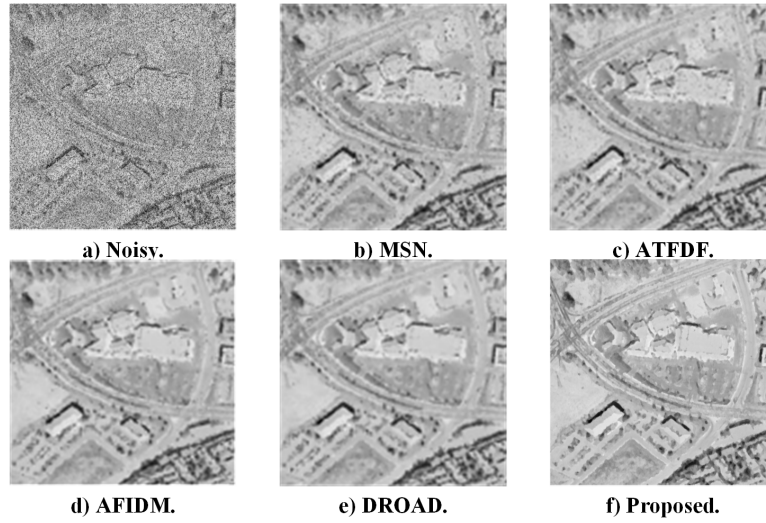 a) Noisy.
b) MSN.
c) ATFDF.
d) AFIDM.
e) DROAD.
f) Proposed.